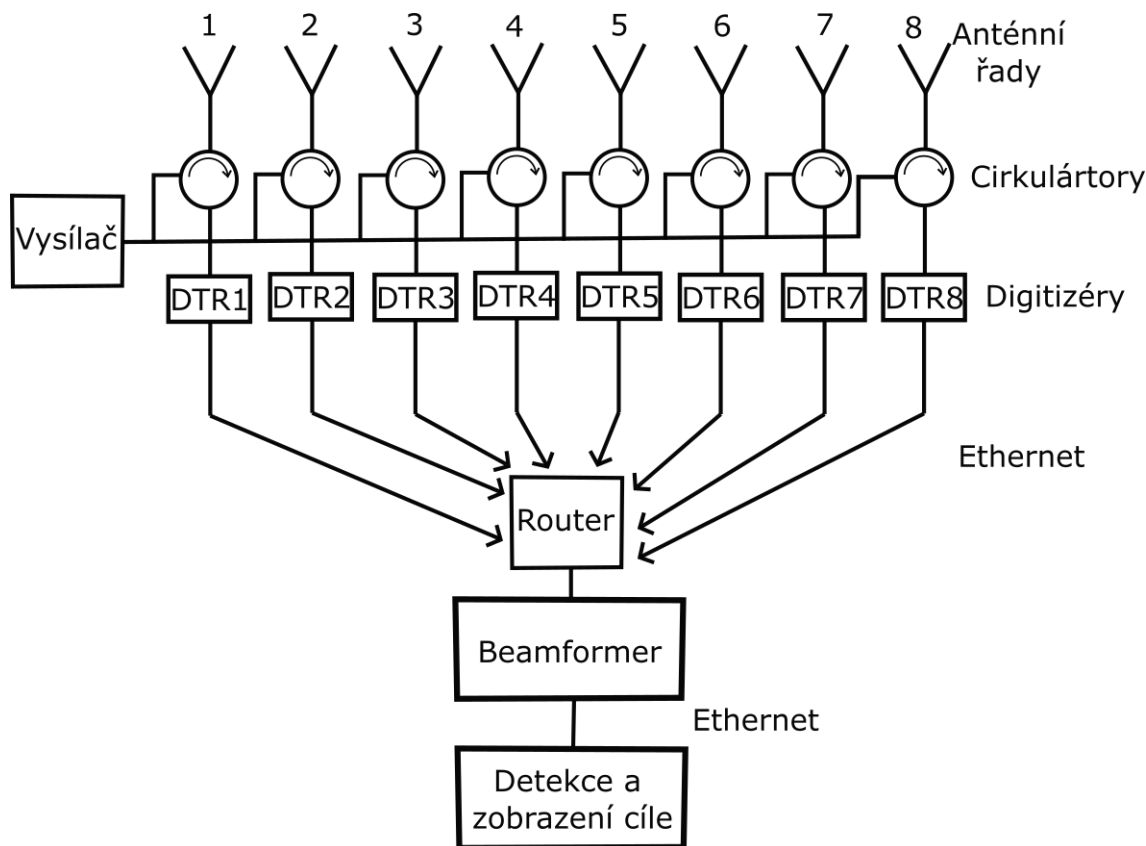 1 2 3 4 5 6 7 8
Anténní
řady
Cirkulártory
Vysílač
DTR1 DTR2 DTR3 DTR4 DTR5 DTR6 DTR7 DTR8
Digitizéry
Ethernet
Router
Beamformer
Ethernet
Detekce a
zobrazení cíle